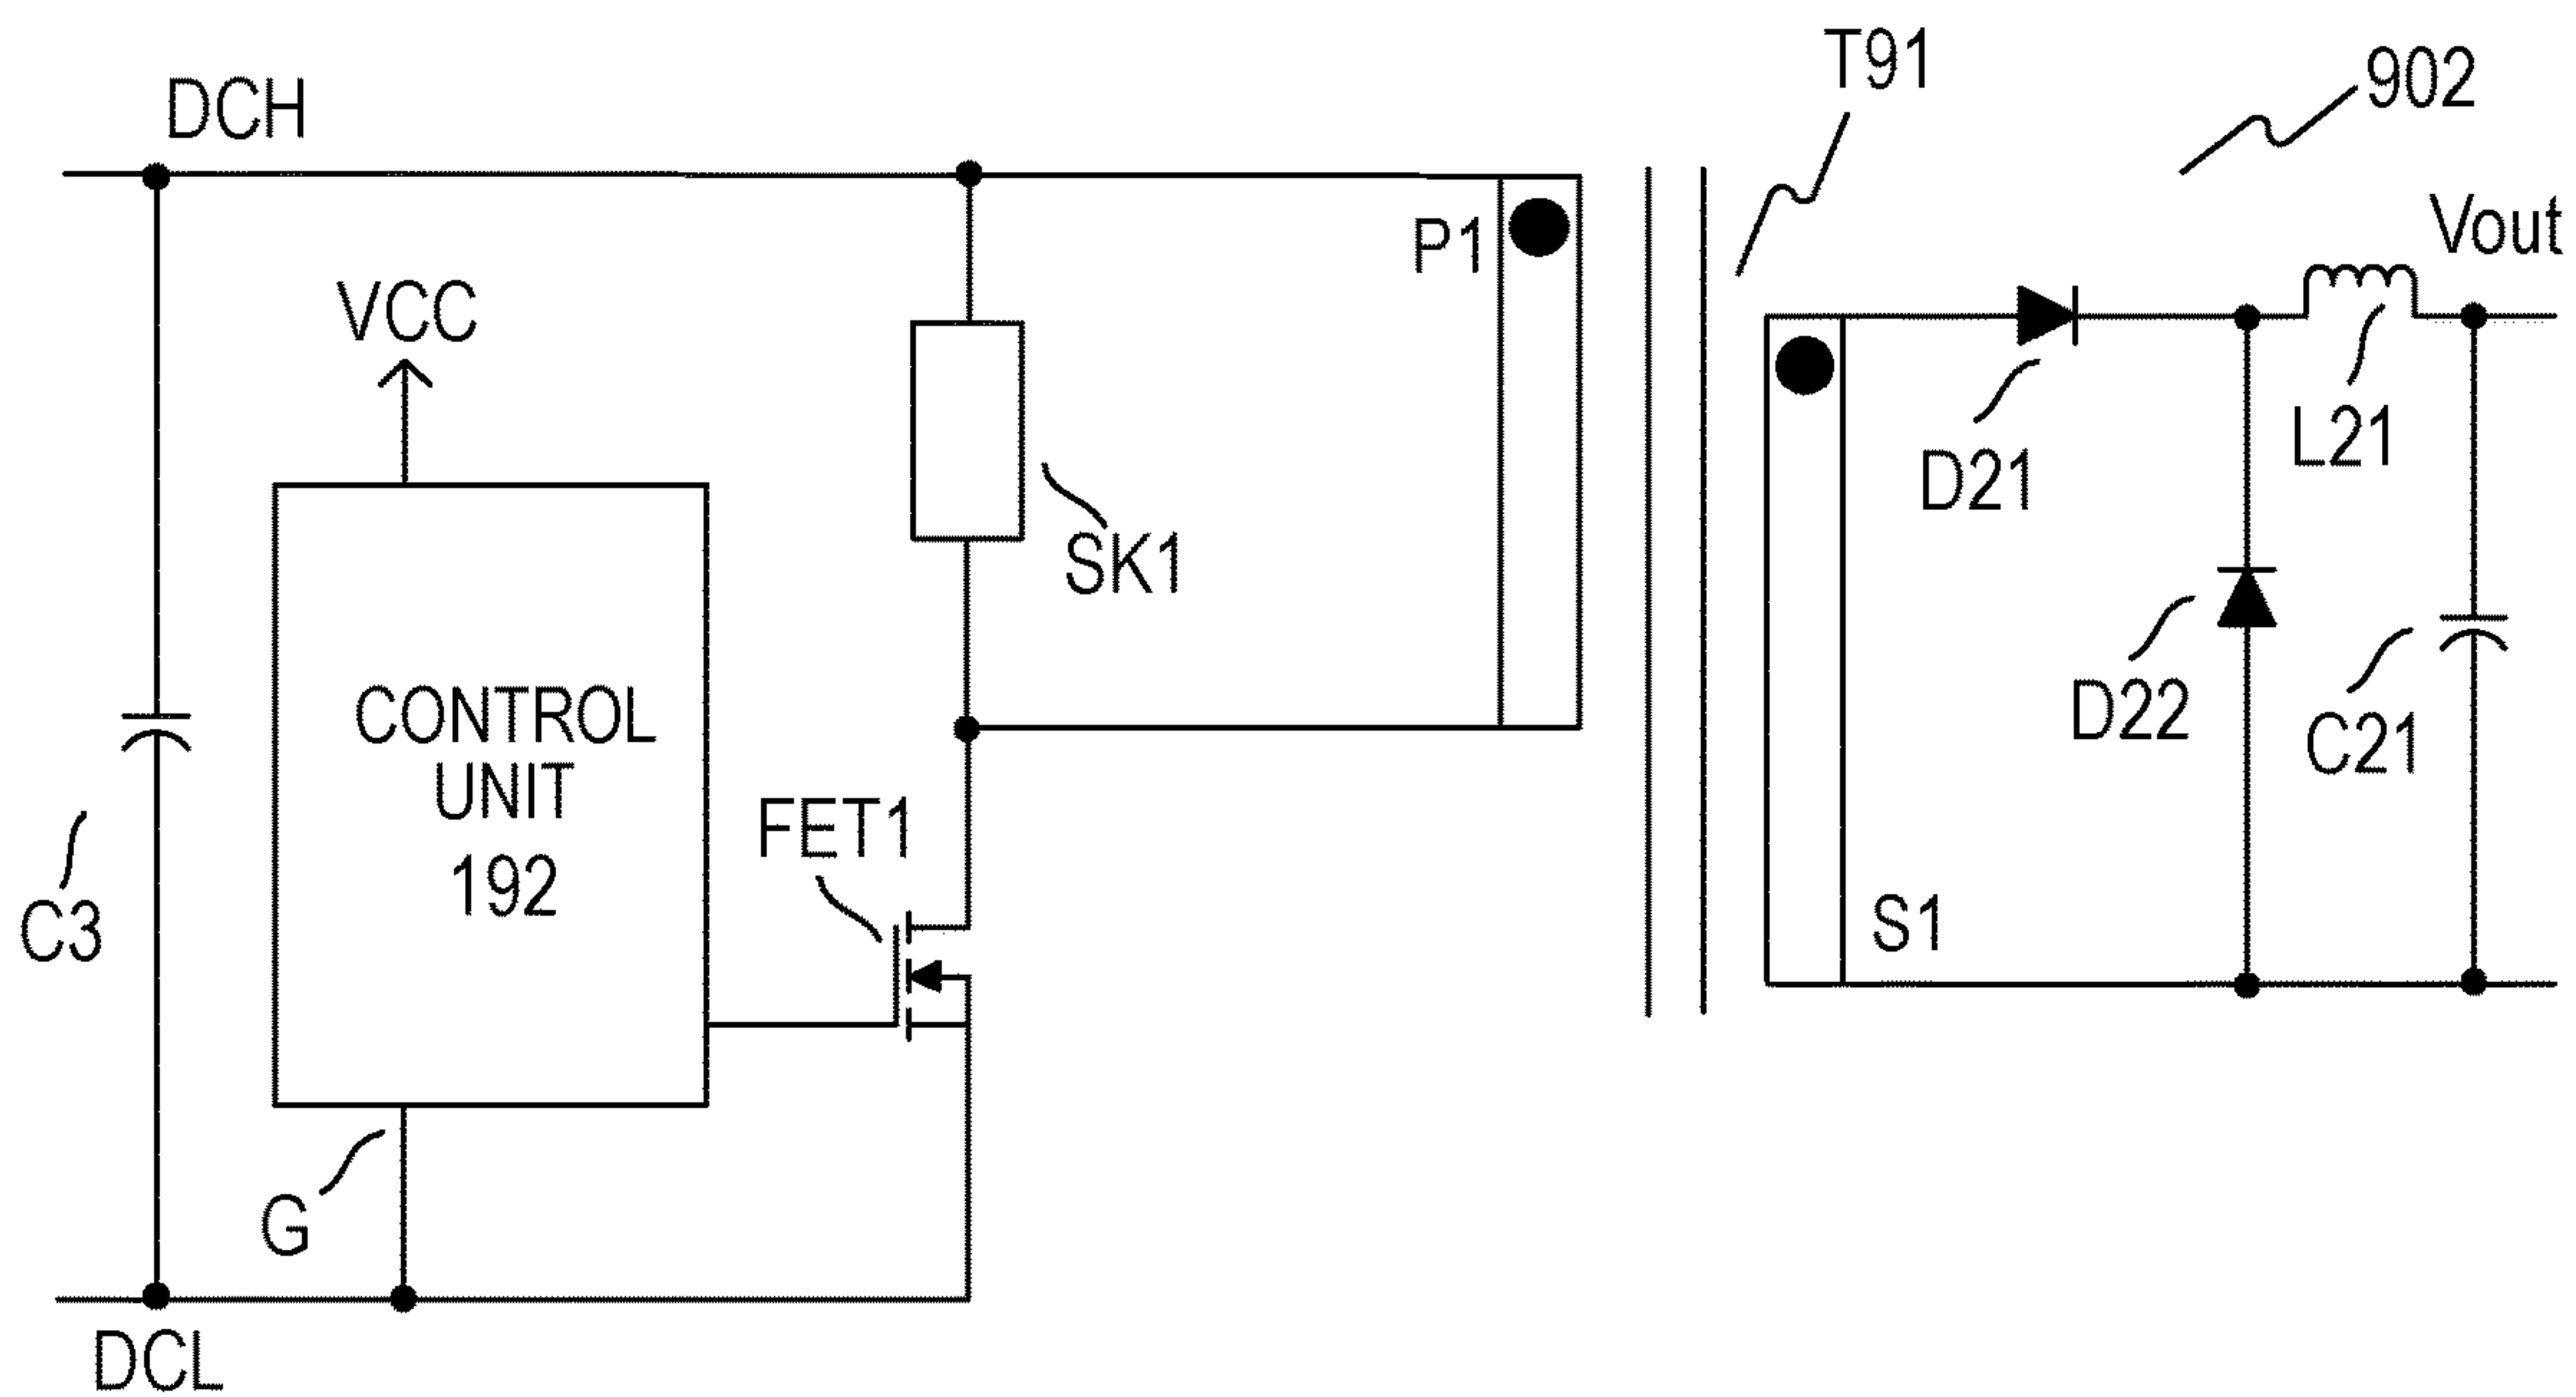 T91
902
DCH
Vout
P1
VCC
L21
D21
SK1
CONTROL
UNIT
192
D22
C21
FET1
C3
S1
G
DCL